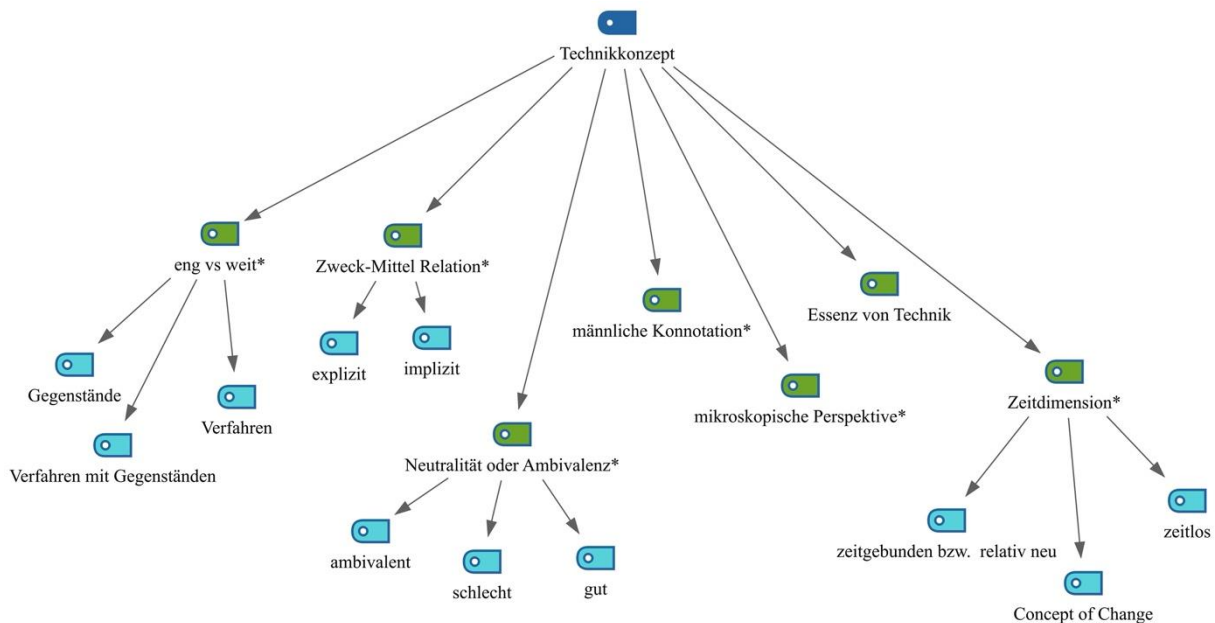 Technikkonzept
eng vs weit*
Zweck-Mittel Relation*
männliche Konnotation*
Essenz von Technik
explizit
implizit
Gegenstände
Verfahren
mikroskopische Perspektive*
Zeitdimension*
Verfahren mit Gegenständen
Neutralität oder Ambivalenz*
zeitlos
zeitgebunden bzw. relativ neu
ambivalent
schlecht
gut
Concept of Change